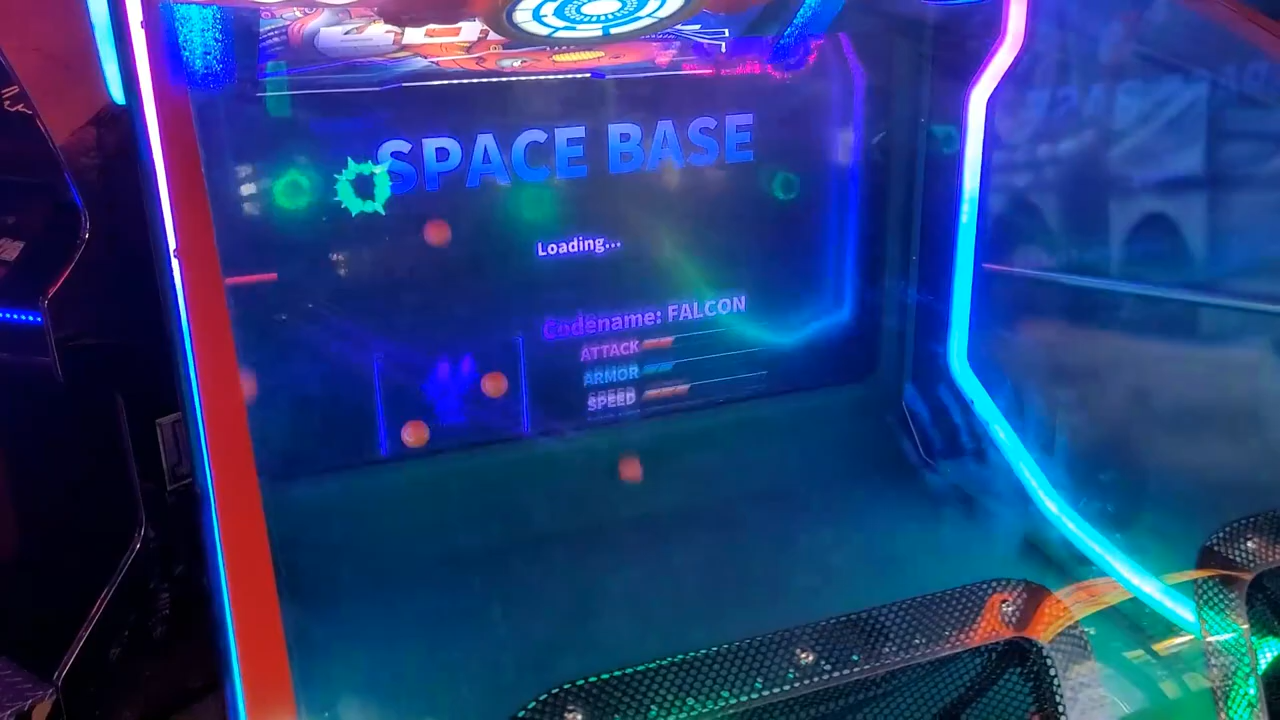 SPACE BASE
Loading...
Codename: FALCON
ATTACK
ARMOR
SPEED